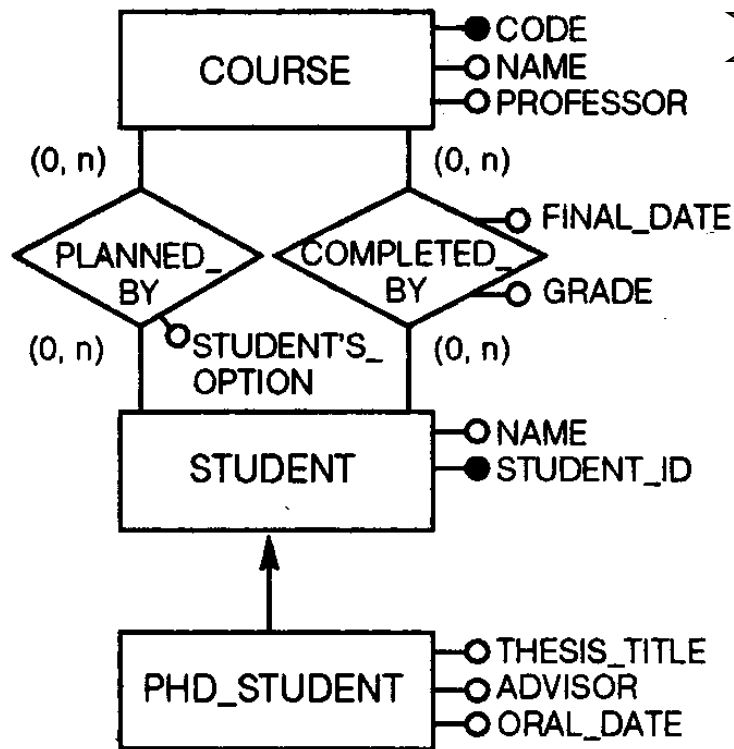 CODE
COURSE
NAME
PROFESSOR
(0, n)
(0, n)
FINAL_DATE
PLANNED_
BY
COMPLETED_
BY
GRADE
(0, n)
STUDENT'S_
OPTION
(0, n)
NAME
STUDENT
STUDENT_ID
THESIS_TITLE
PHD_STUDENT
ADVISOR
ORAL_DATE